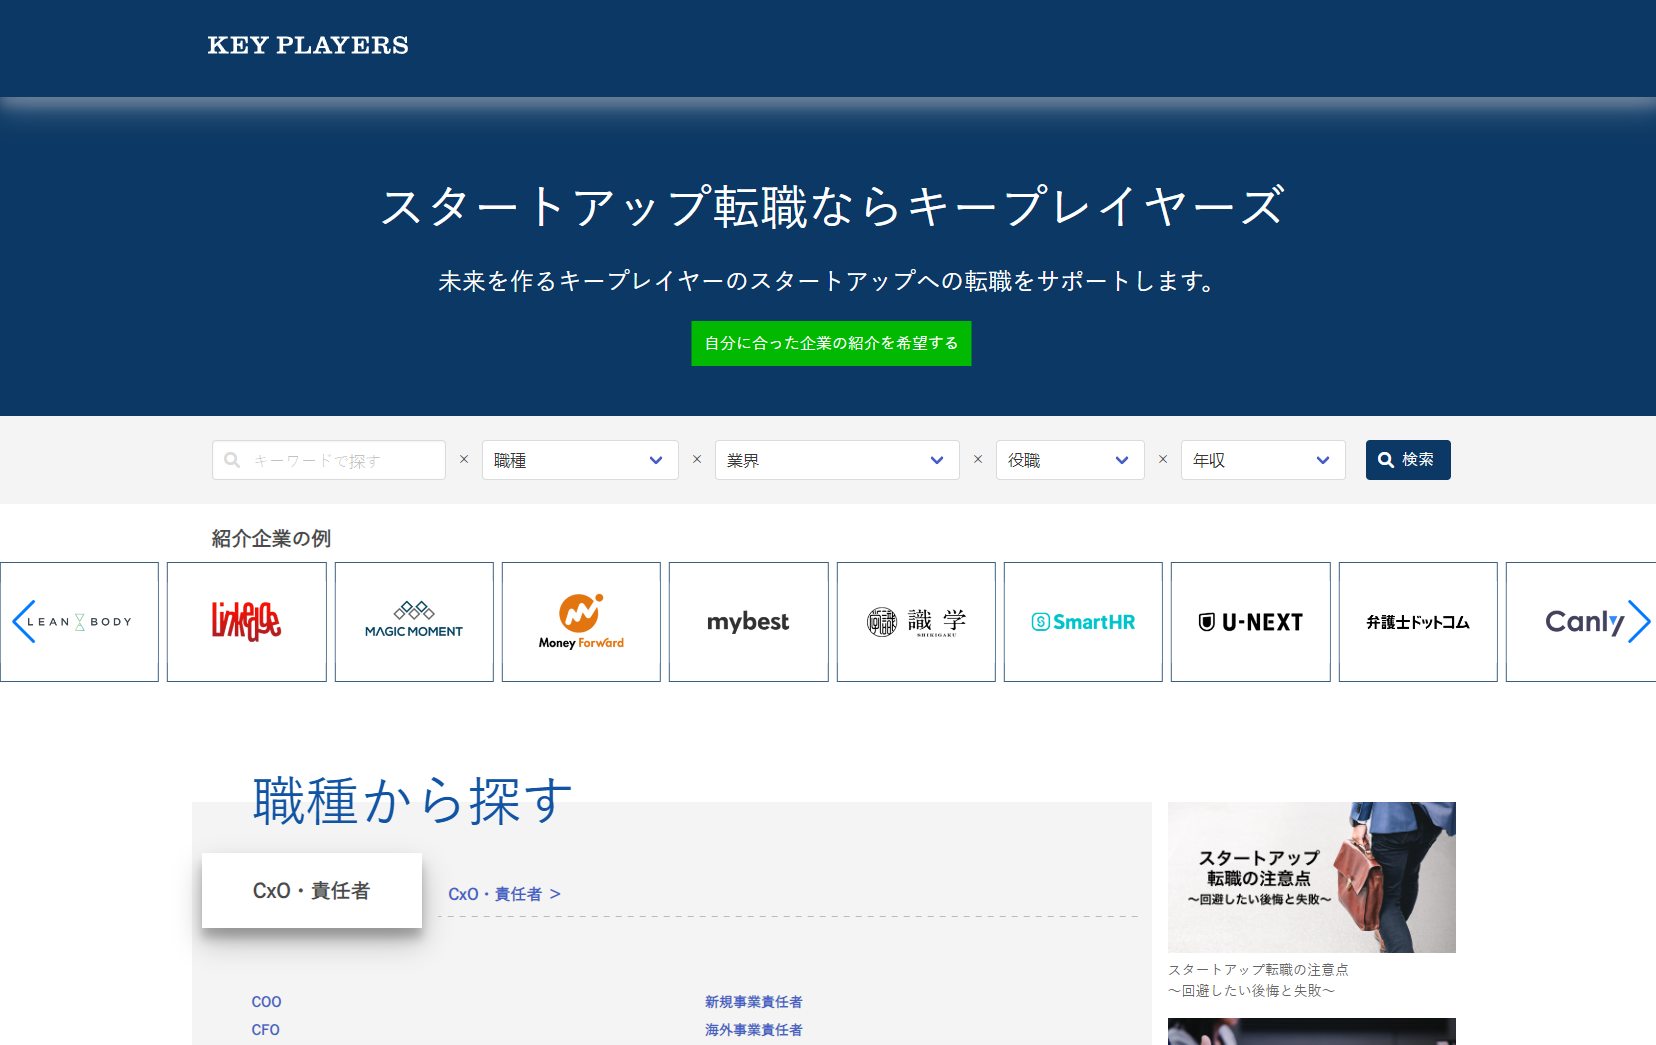 KEY PLAYERS
スタートアップ転職ならキープレイヤーズ
未来を作るキープレイヤーのスタートアップへの転職をサポートします。
自分に合った企業の紹介を希望する
キーワードで探す × 職種 × 業界 × 役職 × 年収 検索
紹介企業の例
LEAN BODY
Linkage
MAGIC MOMENT
Money Forward
mybest
識学
SHIKIGAKU
SmartHR
U-NEXT
弁護士ドットコム
Canly
職種から探す
CxO・責任者
CxO・責任者 >
COO
新規事業責任者
CFO
海外事業責任者
スタートアップ
転職の注意点
～回避したい後悔と失敗～
スタートアップ転職の注意点
～回避したい後悔と失敗～